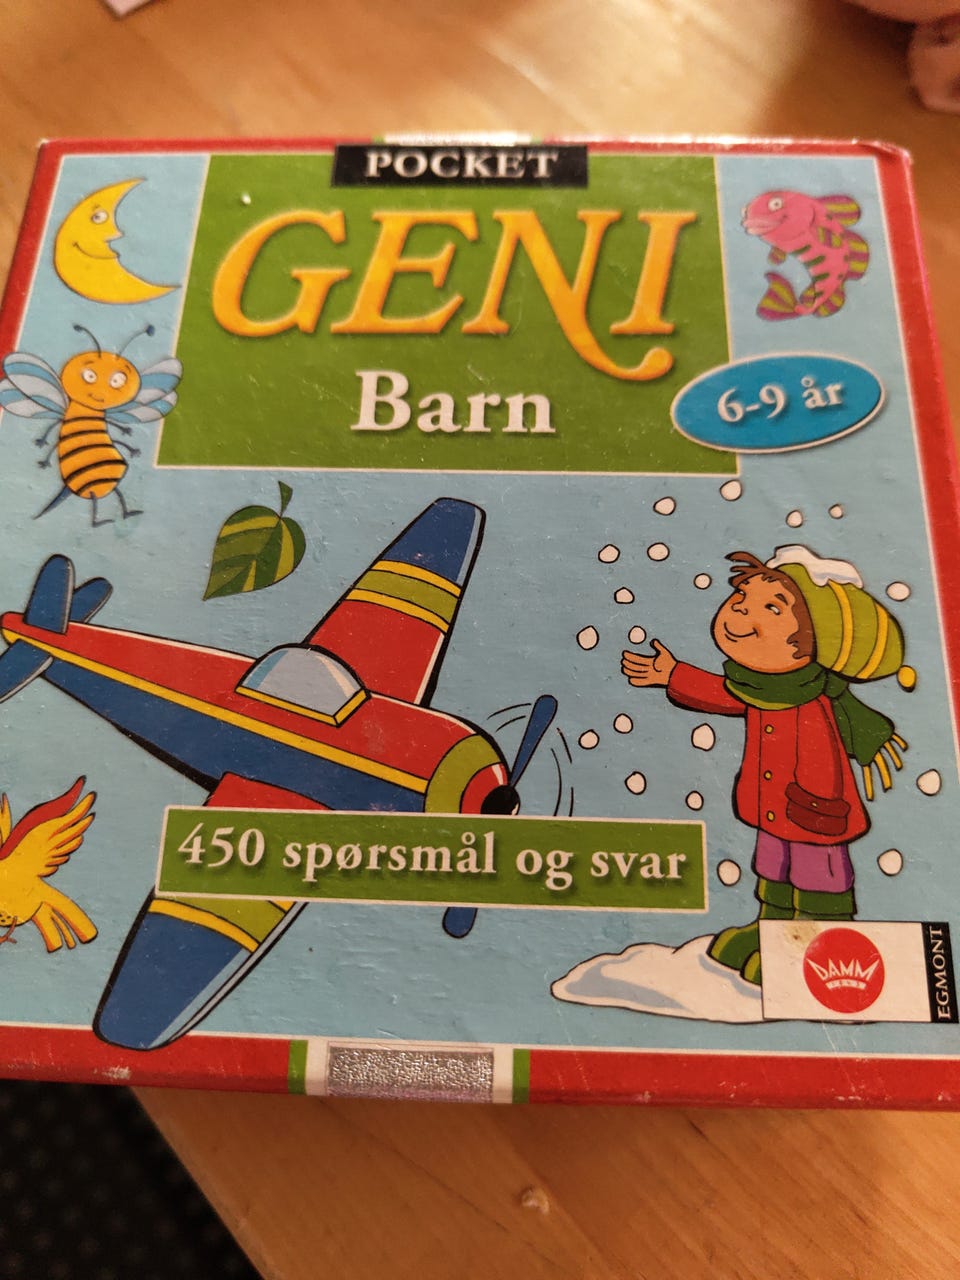 POCKET
GENI
Barn
6-9 år
450 spørsmål og svar
DAMM
EGMONT